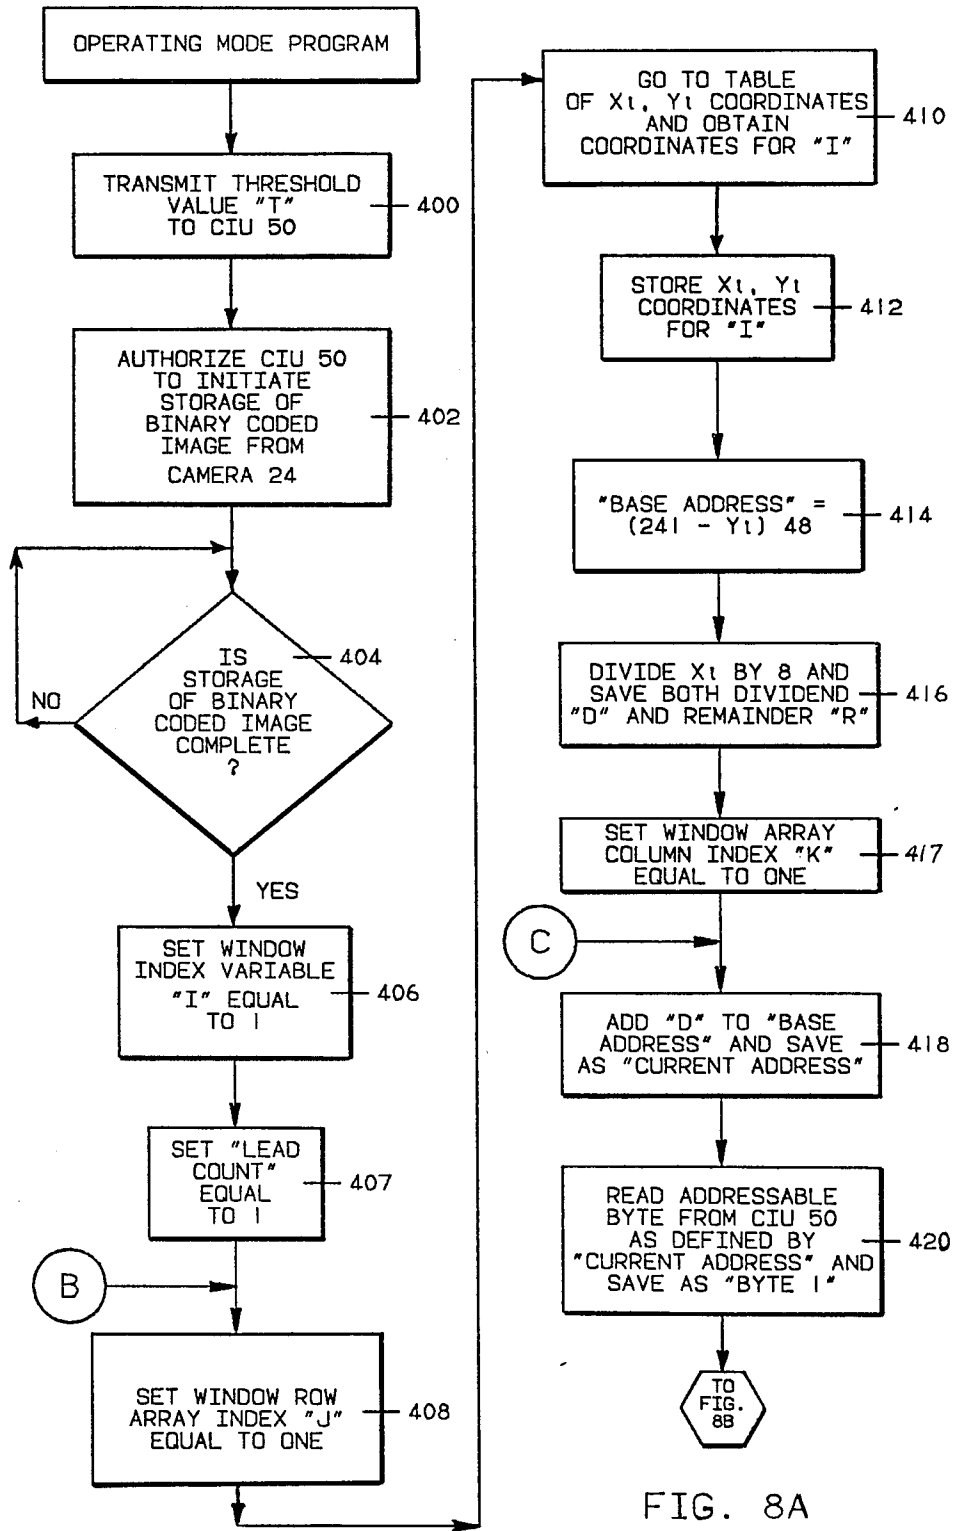 OPERATING MODE PROGRAM
TRANSMIT THRESHOLD
VALUE "T"
TO CIU 50
400
AUTHORIZE CIU 50
TO INITIATE
STORAGE OF
BINARY CODED
IMAGE FROM
CAMERA 24
402
IS
STORAGE
OF BINARY
CODED IMAGE
COMPLETE
?
404
NO
YES
SET WINDOW
INDEX VARIABLE
"I" EQUAL
TO 1
406
SET "LEAD
COUNT"
EQUAL
TO 1
407
B
SET WINDOW ROW
ARRAY INDEX "J"
EQUAL TO ONE
408
GO TO TABLE
OF Xı, Yı COORDINATES
AND OBTAIN
COORDINATES FOR "I"
410
STORE Xı, Yı
COORDINATES
FOR "I"
412
"BASE ADDRESS" =
(241 - Yı) 48
414
DIVIDE Xı BY 8 AND
SAVE BOTH DIVIDEND
"D" AND REMAINDER "R"
416
SET WINDOW ARRAY
COLUMN INDEX "K"
EQUAL TO ONE
417
C
ADD "D" TO "BASE
ADDRESS" AND SAVE
AS "CURRENT ADDRESS"
418
READ ADDRESSABLE
BYTE FROM CIU 50
AS DEFINED BY
"CURRENT ADDRESS" AND
SAVE AS "BYTE 1"
420
TO
FIG.
8B
FIG. 8A